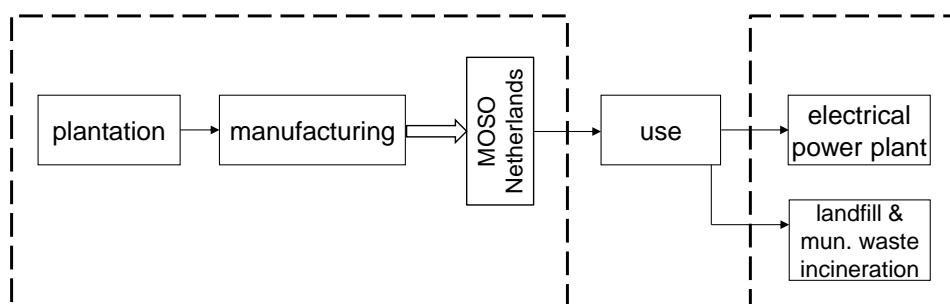 plantation
manufacturing
MOSO
Netherlands
use
electrical
power plant
landfill &
mun. waste
incineration